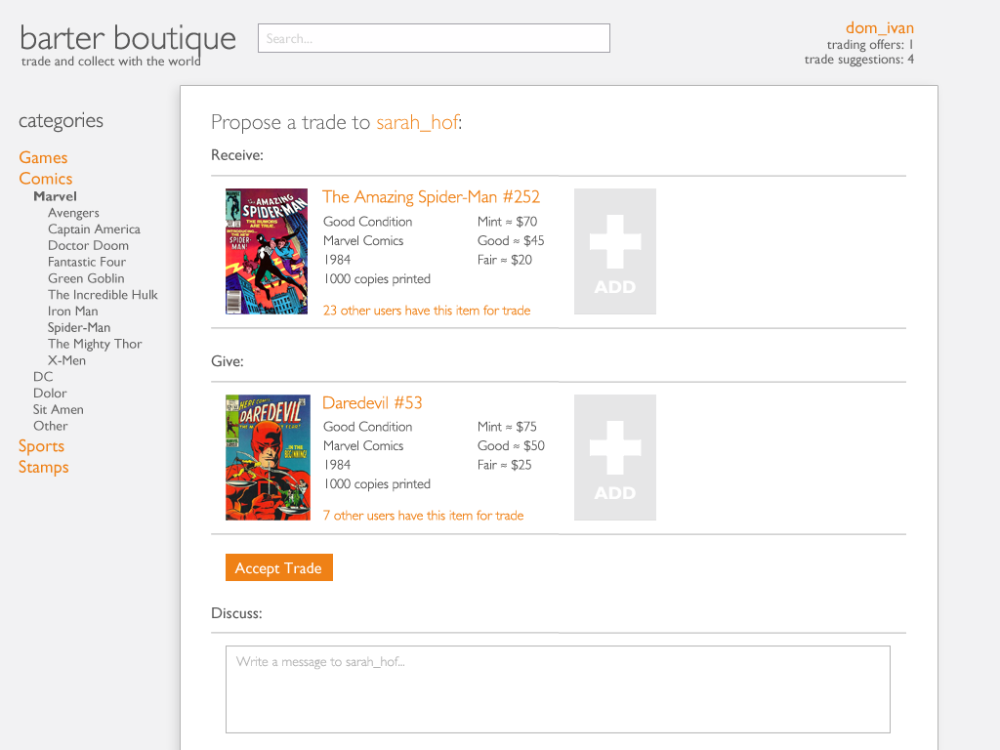 barter boutique
trade and collect with the world
Search...
dom_ivan
trading offers: 1
trade suggestions: 4
categories
Games
Comics
Marvel
Avengers
Captain America
Doctor Doom
Fantastic Four
Green Goblin
The Incredible Hulk
Iron Man
Spider-Man
The Mighty Thor
X-Men
DC
Dolor
Sit Amen
Other
Sports
Stamps
Propose a trade to sarah_hof:
Receive:
THE AMAZING
SPIDER-MAN
THE RUMORS
ARE TRUE.
INTRODUCING...
THE NEW
SPIDER-
MAN!
The Amazing Spider-Man #252
Good Condition
Mint ≈ $70
Marvel Comics
Good ≈ $45
1984
Fair ≈ $20
1000 copies printed
23 other users have this item for trade
ADD
Give:
HERE COMES
DAREDEVIL
...IN THE
BEGINNING!
Daredevil #53
Good Condition
Mint ≈ $75
Marvel Comics
Good ≈ $50
1984
Fair ≈ $25
1000 copies printed
7 other users have this item for trade
ADD
Accept Trade
Discuss:
Write a message to sarah_hof...